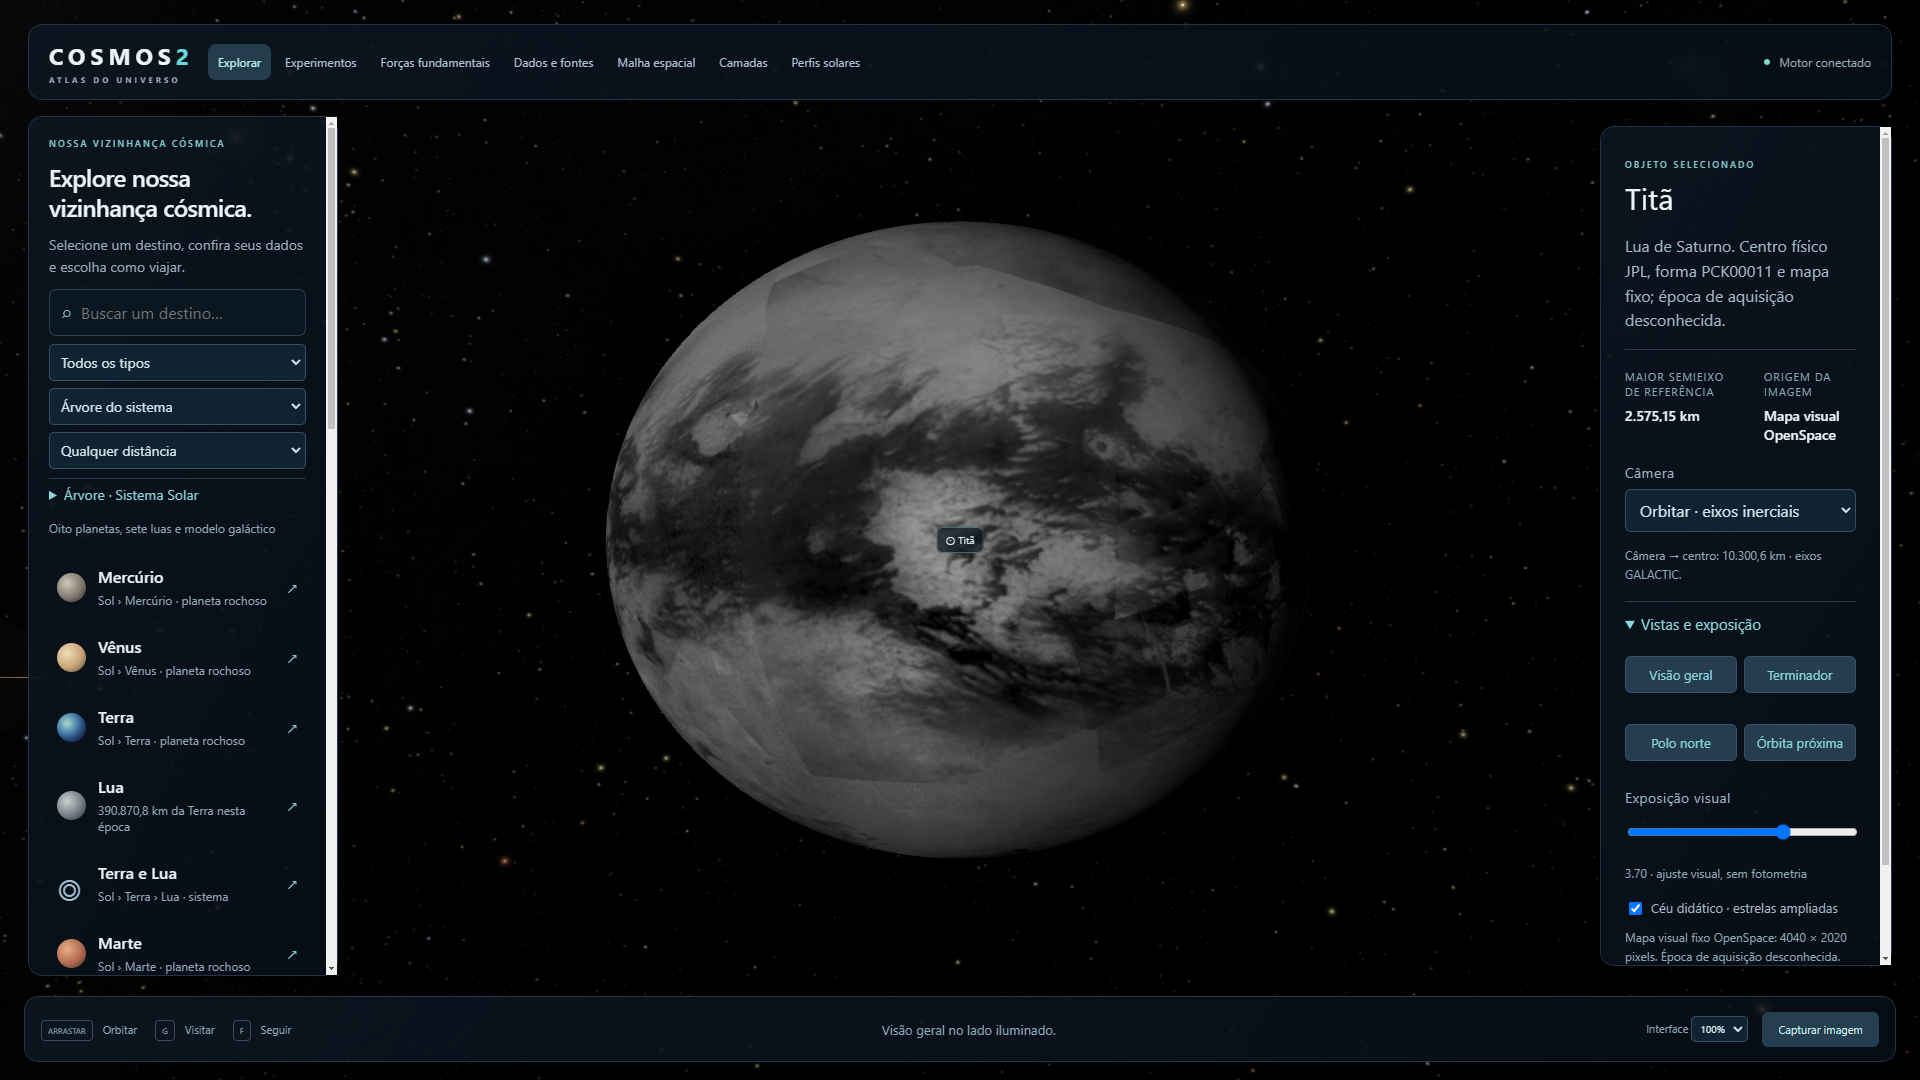 COSMOS2
ATLAS DO UNIVERSO
Explorar
Experimentos
Forças fundamentais
Dados e fontes
Malha espacial
Camadas
Perfis solares
Motor conectado
NOSSA VIZINHANÇA CÓSMICA
Explore nossa
vizinhança cósmica.
Selecione um destino, confira seus dados
e escolha como viajar.
Buscar um destino...
Todos os tipos
Árvore do sistema
Qualquer distância
Árvore · Sistema Solar
Oito planetas, sete luas e modelo galáctico
Mercúrio
Sol › Mercúrio · planeta rochoso
Vênus
Sol › Vênus · planeta rochoso
Terra
Sol › Terra · planeta rochoso
Lua
390.870,8 km da Terra nesta
época
Terra e Lua
Sol › Terra › Lua · sistema
Marte
Sol › Marte · planeta rochoso
Titã
OBJETO SELECIONADO
Titã
Lua de Saturno. Centro físico
JPL, forma PCK00011 e mapa
fixo; época de aquisição
desconhecida.
MAIOR SEMIEIXO
DE REFERÊNCIA
2.575,15 km
ORIGEM DA
IMAGEM
Mapa visual
OpenSpace
Câmera
Orbitar · eixos inerciais
Câmera → centro: 10.300,6 km · eixos
GALACTIC.
Vistas e exposição
Visão geral
Terminador
Polo norte
Órbita próxima
Exposição visual
3.70 · ajuste visual, sem fotometria
Céu didático · estrelas ampliadas
Mapa visual fixo OpenSpace: 4040 × 2020
pixels. Época de aquisição desconhecida.
ARRASTAR
Orbitar
G
Visitar
F
Seguir
Visão geral no lado iluminado.
Interface
100%
Capturar imagem